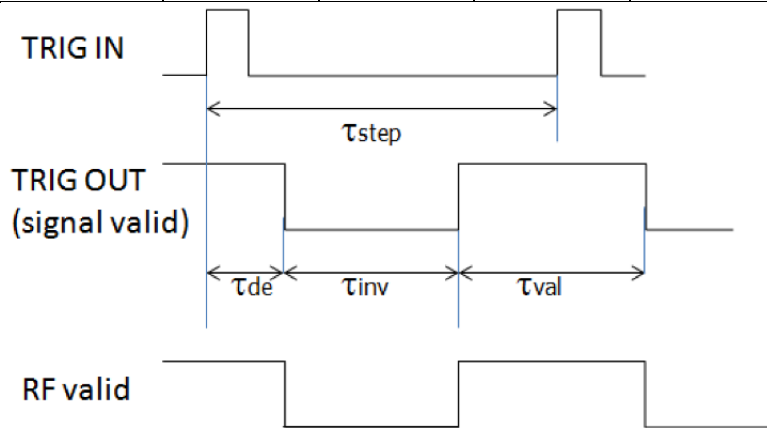 TRIG IN
τstep
TRIG OUT
(signal valid)
τde
τinv
τval
RF valid